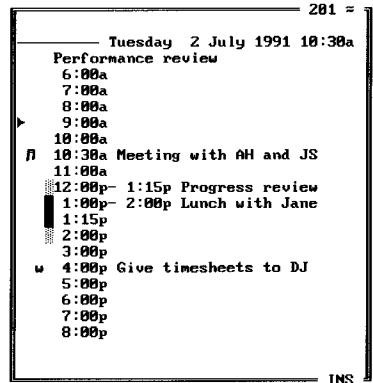 201 ≈
Tuesday 2 July 1991 10:30a
Performance review
6:00a
7:00a
8:00a
9:00a
10:00a
♫ 10:30a Meeting with AH and JS
11:00a
12:00p- 1:15p Progress review
1:00p- 2:00p Lunch with Jane
1:15p
2:00p
3:00p
w 4:00p Give timesheets to DJ
5:00p
6:00p
7:00p
8:00p
INS